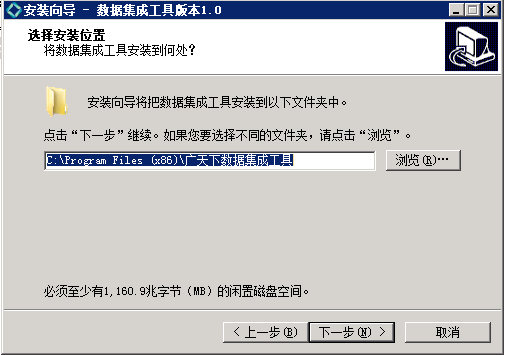 安装向导 - 数据集成工具版本1.0
选择安装位置
将数据集成工具安装到何处？
安装向导将把数据集成工具安装到以下文件夹中。
点击“下一步”继续。如果您要选择不同的文件夹，请点击“浏览”。
C:\Program Files (x86)\广天下数据集成工具
浏览(R)...
必须至少有1,160.9兆字节（MB）的闲置磁盘空间。
< 上一步(B)
下一步(N) >
取消